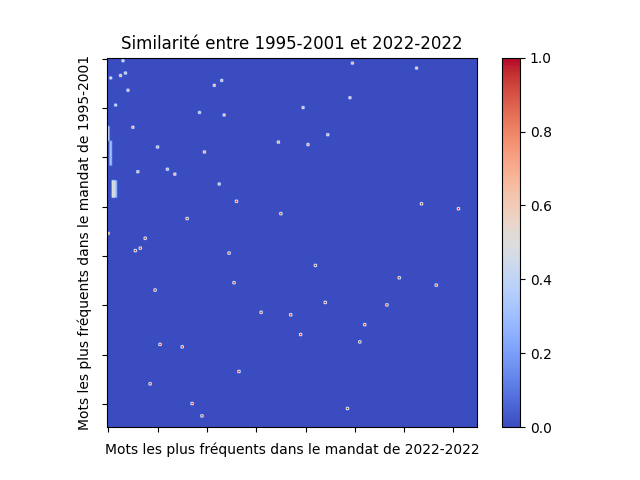 Similarité entre 1995-2001 et 2022-2022
Mots les plus fréquents dans le mandat de 1995-2001
Mots les plus fréquents dans le mandat de 2022-2022
1.0
0.8
0.6
0.4
0.2
0.0